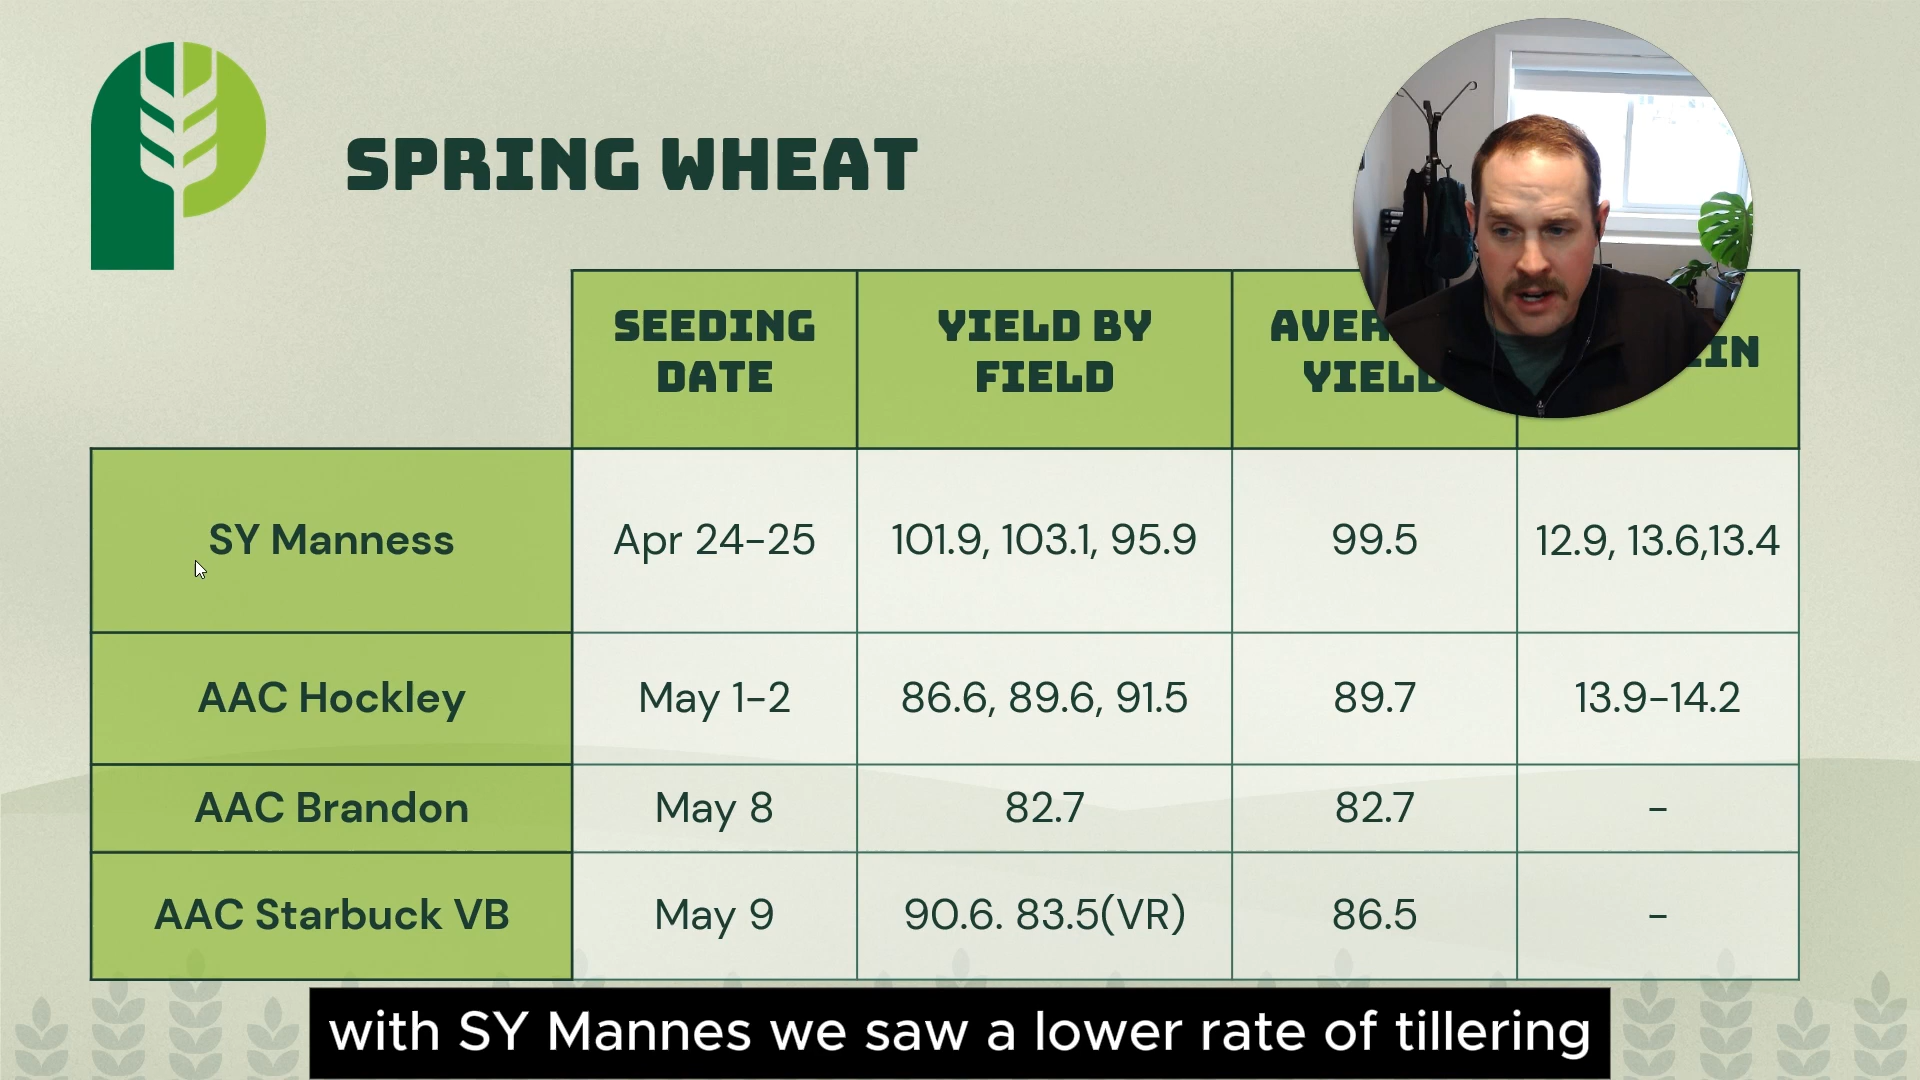 SPRING WHEAT
SEEDING
DATE
YIELD BY
FIELD
YIELD
SY Manness
Apr 24-25
101.9, 103.1, 95.9
99.5
12.9, 13.6,13.4
AAC Hockley
May 1-2
86.6, 89.6, 91.5
89.7
13.9-14.2
AAC Brandon
May 8
82.7
82.7
-
AAC Starbuck VB
May 9
90.6. 83.5(VR)
86.5
-
with SY Mannes we saw a lower rate of tillering